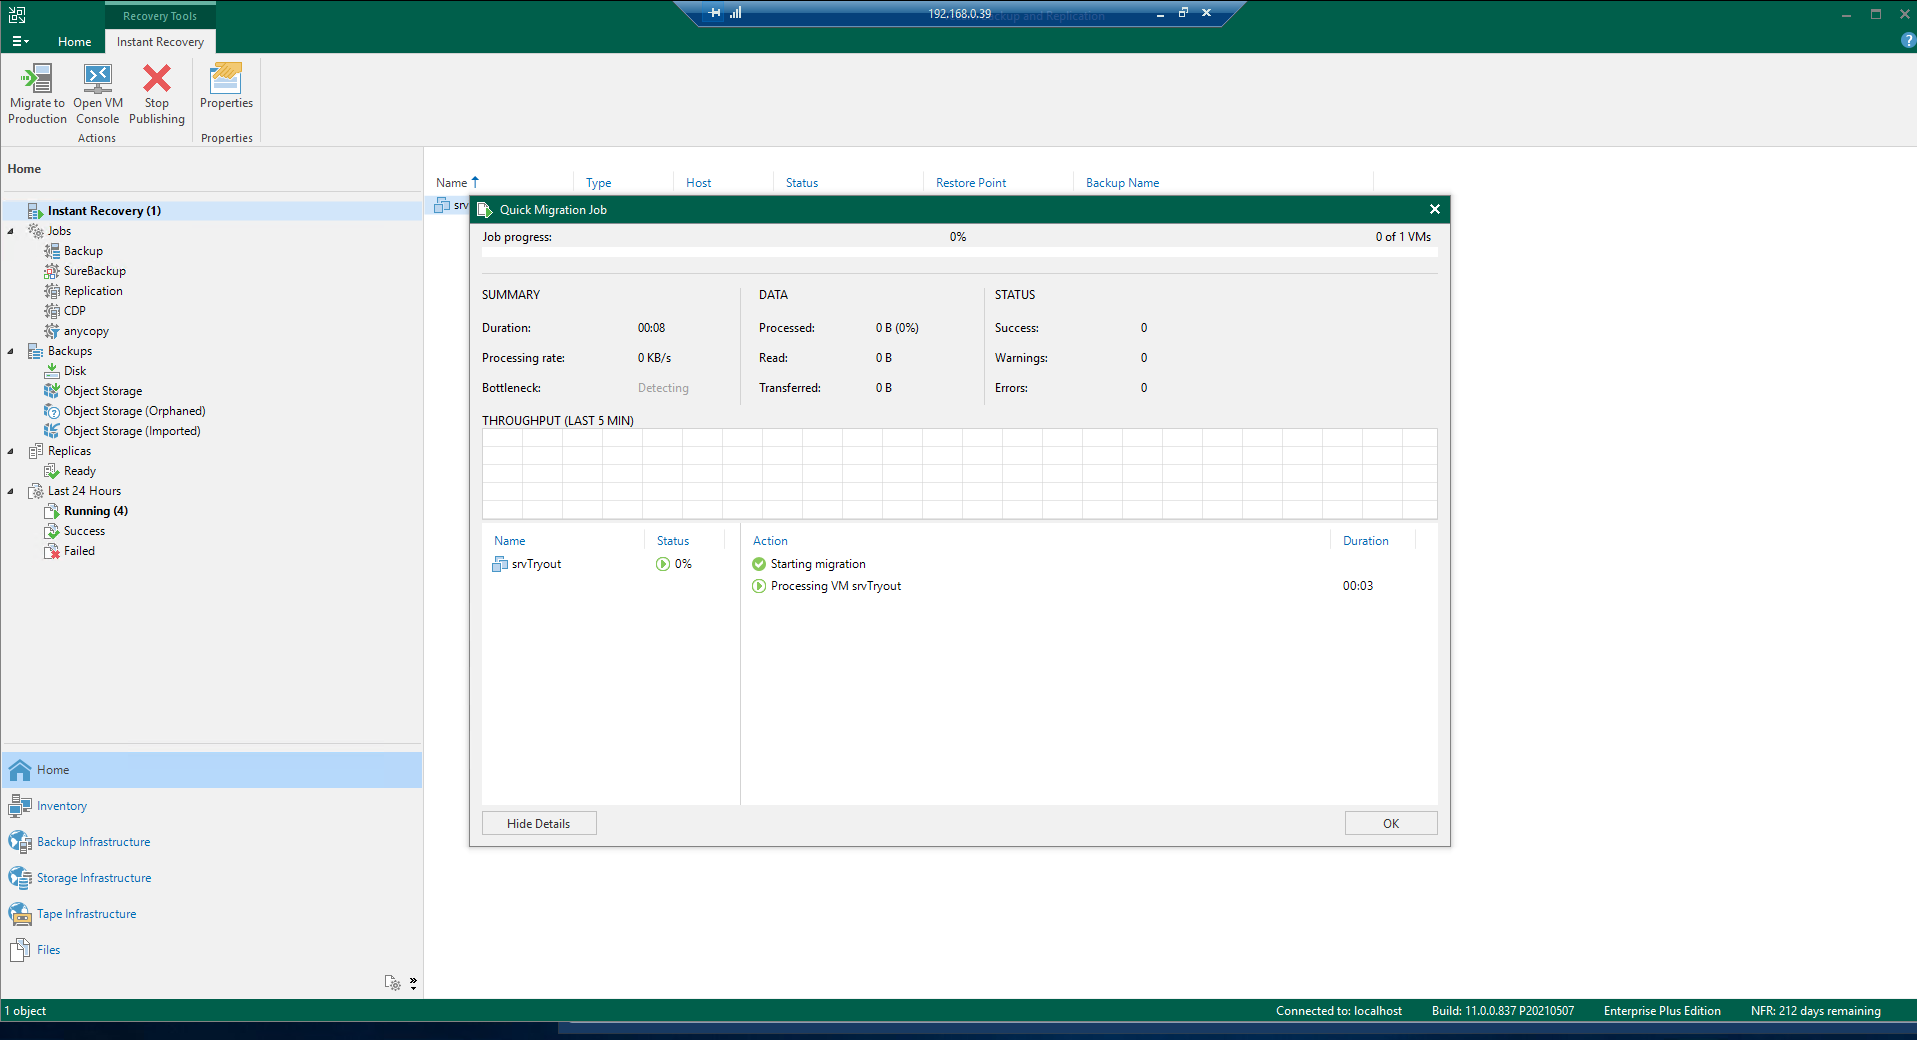 Recovery Tools
192.168.0.39
ckup and Replication
Home
Instant Recovery
Migrate to Production
Open VM Console
Stop Publishing
Properties
Actions
Properties
Home
Instant Recovery (1)
Jobs
Backup
SureBackup
Replication
CDP
anycopy
Backups
Disk
Object Storage
Object Storage (Orphaned)
Object Storage (Imported)
Replicas
Ready
Last 24 Hours
Running (4)
Success
Failed
Home
Inventory
Backup Infrastructure
Storage Infrastructure
Tape Infrastructure
Files
Name Type Host Status Restore Point Backup Name
srv
Quick Migration Job
Job progress: 0% 0 of 1 VMs
SUMMARY DATA STATUS
Duration: 00:08 Processed: 0 B (0%) Success: 0
Processing rate: 0 KB/s Read: 0 B Warnings: 0
Bottleneck: Detecting Transferred: 0 B Errors: 0
THROUGHPUT (LAST 5 MIN)
Name Status Action Duration
srvTryout 0% Starting migration
Processing VM srvTryout 00:03
Hide Details OK
1 object Connected to: localhost Build: 11.0.0.837 P20210507 Enterprise Plus Edition NFR: 212 days remaining